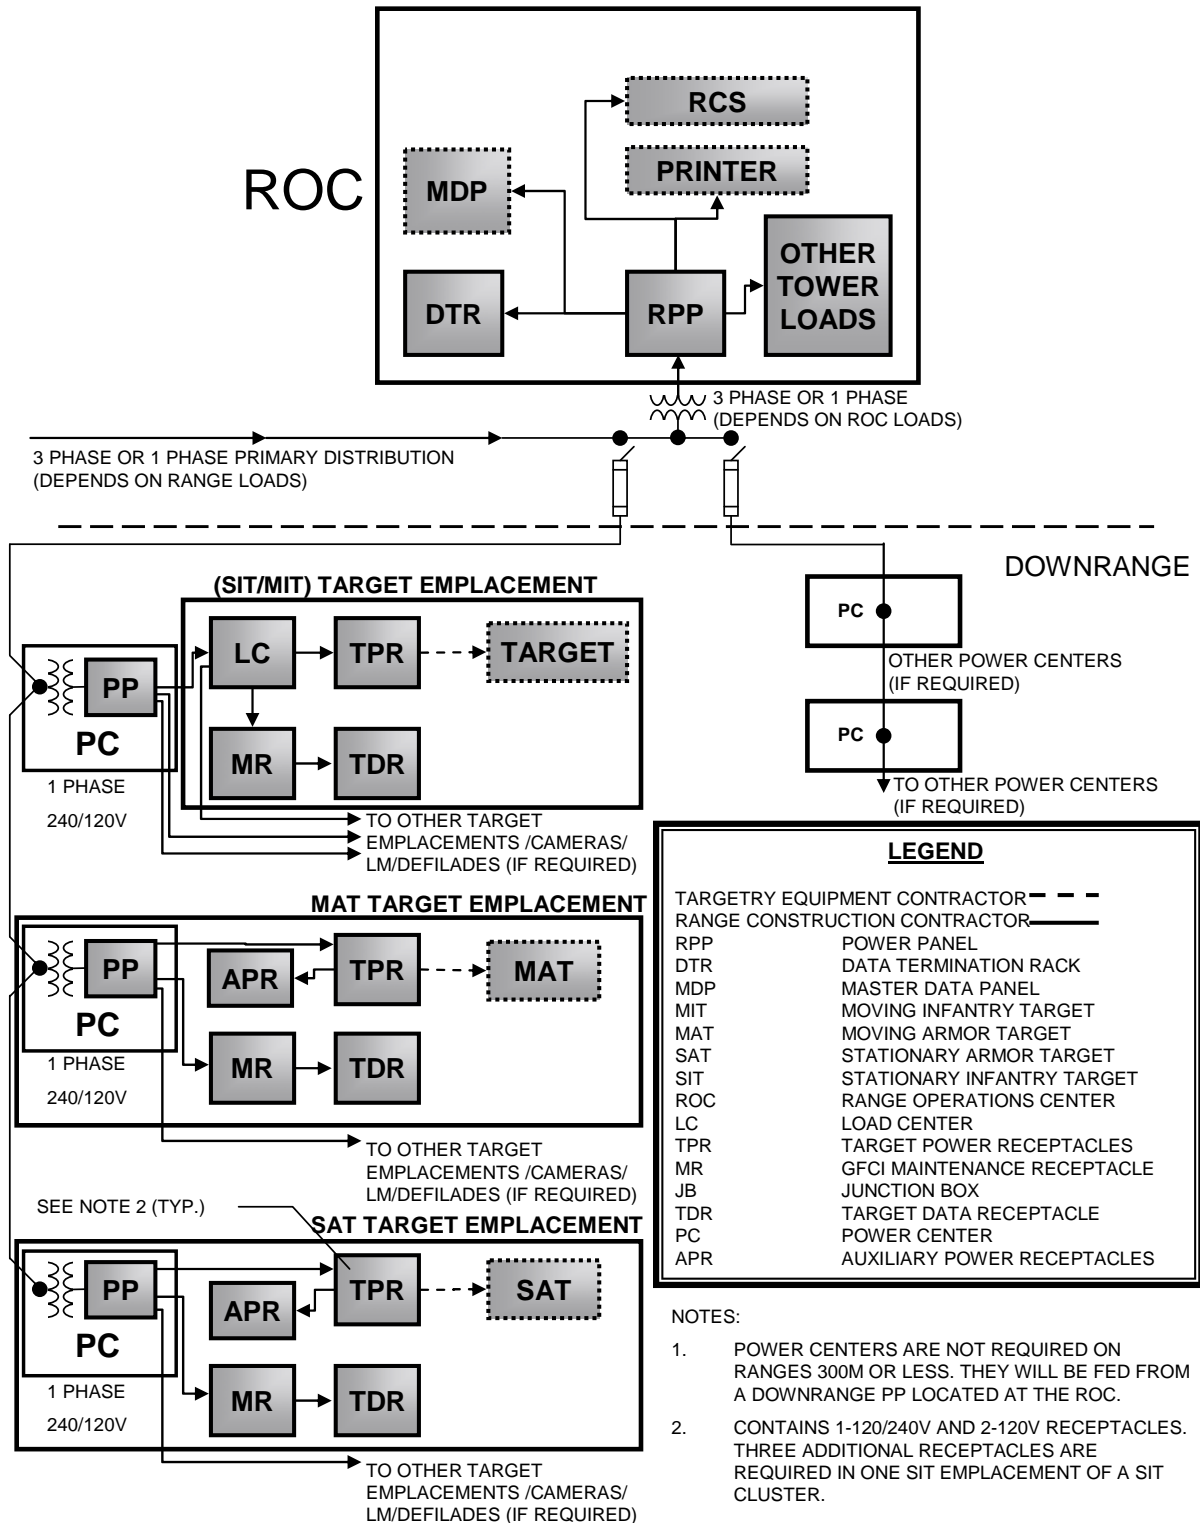 ROC
RCS
PRINTER
MDP
OTHER
TOWER
LOADS
DTR
RPP
3 PHASE OR 1 PHASE
(DEPENDS ON ROC LOADS)
3 PHASE OR 1 PHASE PRIMARY DISTRIBUTION
(DEPENDS ON RANGE LOADS)
DOWNRANGE
(SIT/MIT) TARGET EMPLACEMENT
LC
TPR
TARGET
PP
PC
MR
TDR
1 PHASE
240/120V
TO OTHER TARGET
EMPLACEMENTS /CAMERAS/
LM/DEFILADES (IF REQUIRED)
PC
OTHER POWER CENTERS
(IF REQUIRED)
PC
TO OTHER POWER CENTERS
(IF REQUIRED)
MAT TARGET EMPLACEMENT
PP
APR
TPR
MAT
PC
MR
TDR
1 PHASE
240/120V
TO OTHER TARGET
EMPLACEMENTS /CAMERAS/
LM/DEFILADES (IF REQUIRED)
SEE NOTE 2 (TYP.)
SAT TARGET EMPLACEMENT
PP
APR
TPR
SAT
PC
MR
TDR
1 PHASE
240/120V
TO OTHER TARGET
EMPLACEMENTS /CAMERAS/
LM/DEFILADES (IF REQUIRED)
LEGEND
TARGETRY EQUIPMENT CONTRACTOR
RANGE CONSTRUCTION CONTRACTOR
RPP POWER PANEL
DTR DATA TERMINATION RACK
MDP MASTER DATA PANEL
MIT MOVING INFANTRY TARGET
MAT MOVING ARMOR TARGET
SAT STATIONARY ARMOR TARGET
SIT STATIONARY INFANTRY TARGET
ROC RANGE OPERATIONS CENTER
LC LOAD CENTER
TPR TARGET POWER RECEPTACLES
MR GFCI MAINTENANCE RECEPTACLE
JB JUNCTION BOX
TDR TARGET DATA RECEPTACLE
PC POWER CENTER
APR AUXILIARY POWER RECEPTACLES
NOTES:
1. POWER CENTERS ARE NOT REQUIRED ON
RANGES 300M OR LESS. THEY WILL BE FED FROM
A DOWNRANGE PP LOCATED AT THE ROC.
2. CONTAINS 1-120/240V AND 2-120V RECEPTACLES.
THREE ADDITIONAL RECEPTACLES ARE
REQUIRED IN ONE SIT EMPLACEMENT OF A SIT
CLUSTER.